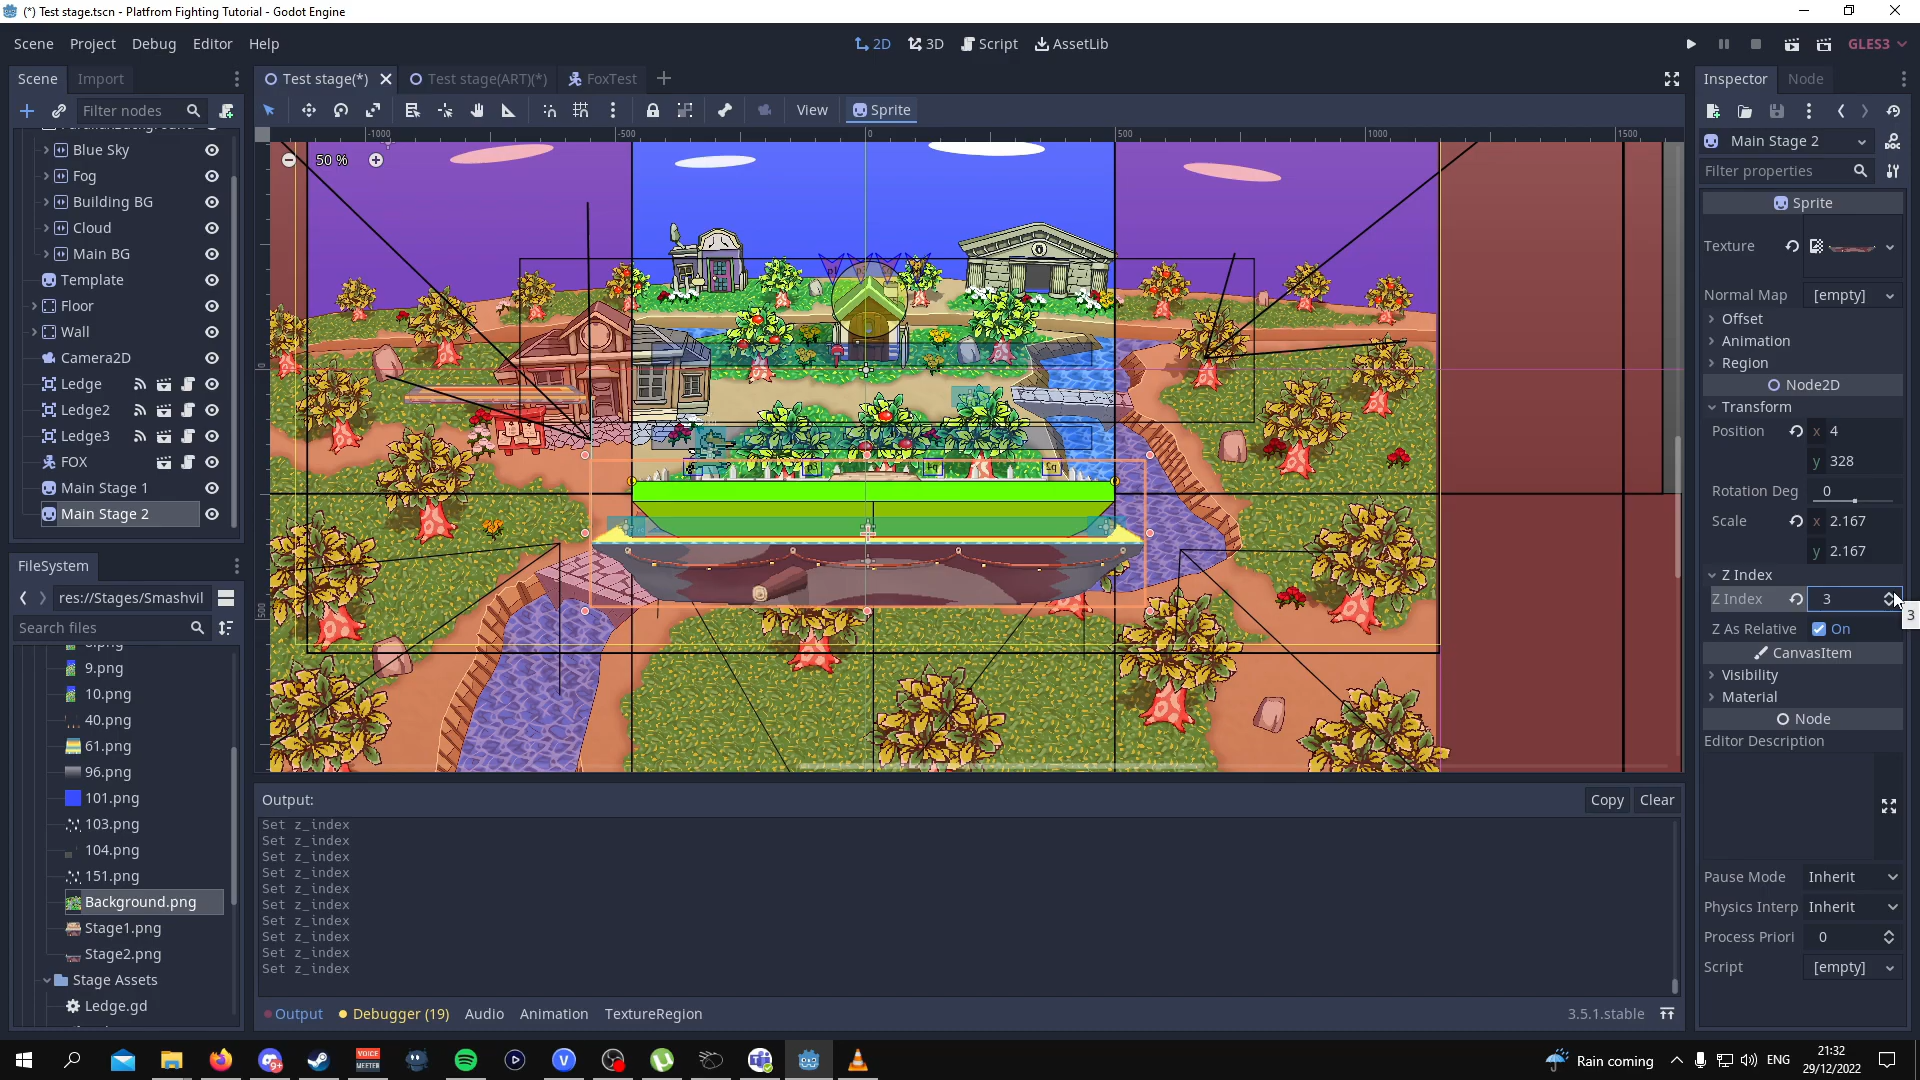 (*) Test stage.tscn - Platfrom Fighting Tutorial - Godot Engine
Scene Project Debug Editor Help
2D 3D Script AssetLib
GLES3
Scene Import
Test stage(*) Test stage(ART)(*) FoxTest
Inspector Node
Filter nodes
View Sprite
-1000 -500 0 500 1000 1500
Blue Sky
Fog
Building BG
Cloud
Main BG
Template
Floor
Wall
Camera2D
Ledge
Ledge2
Ledge3
FOX
Main Stage 1
Main Stage 2
50 %
0
500
Main Stage 2
Filter properties
Sprite
Texture
Normal Map [empty]
Offset
Animation
Region
Node2D
Transform
Position x 4
y 328
Rotation Deg 0
Scale x 2.167
y 2.167
Z Index
Z Index 3
3
Z As Relative On
CanvasItem
Visibility
Material
Node
Editor Description
Pause Mode Inherit
Physics Interp Inherit
Process Priori 0
Script [empty]
FileSystem
res://Stages/Smashvil
Search files
9.png
10.png
40.png
61.png
96.png
101.png
103.png
104.png
151.png
Background.png
Stage1.png
Stage2.png
Stage Assets
Ledge.gd
Output:
Copy Clear
Set z_index
Set z_index
Set z_index
Set z_index
Set z_index
Set z_index
Set z_index
Set z_index
Set z_index
Set z_index
Output Debugger (19) Audio Animation TextureRegion
3.5.1.stable
VOICE
MEETER
9+
Rain coming
ENG
21:32
29/12/2022